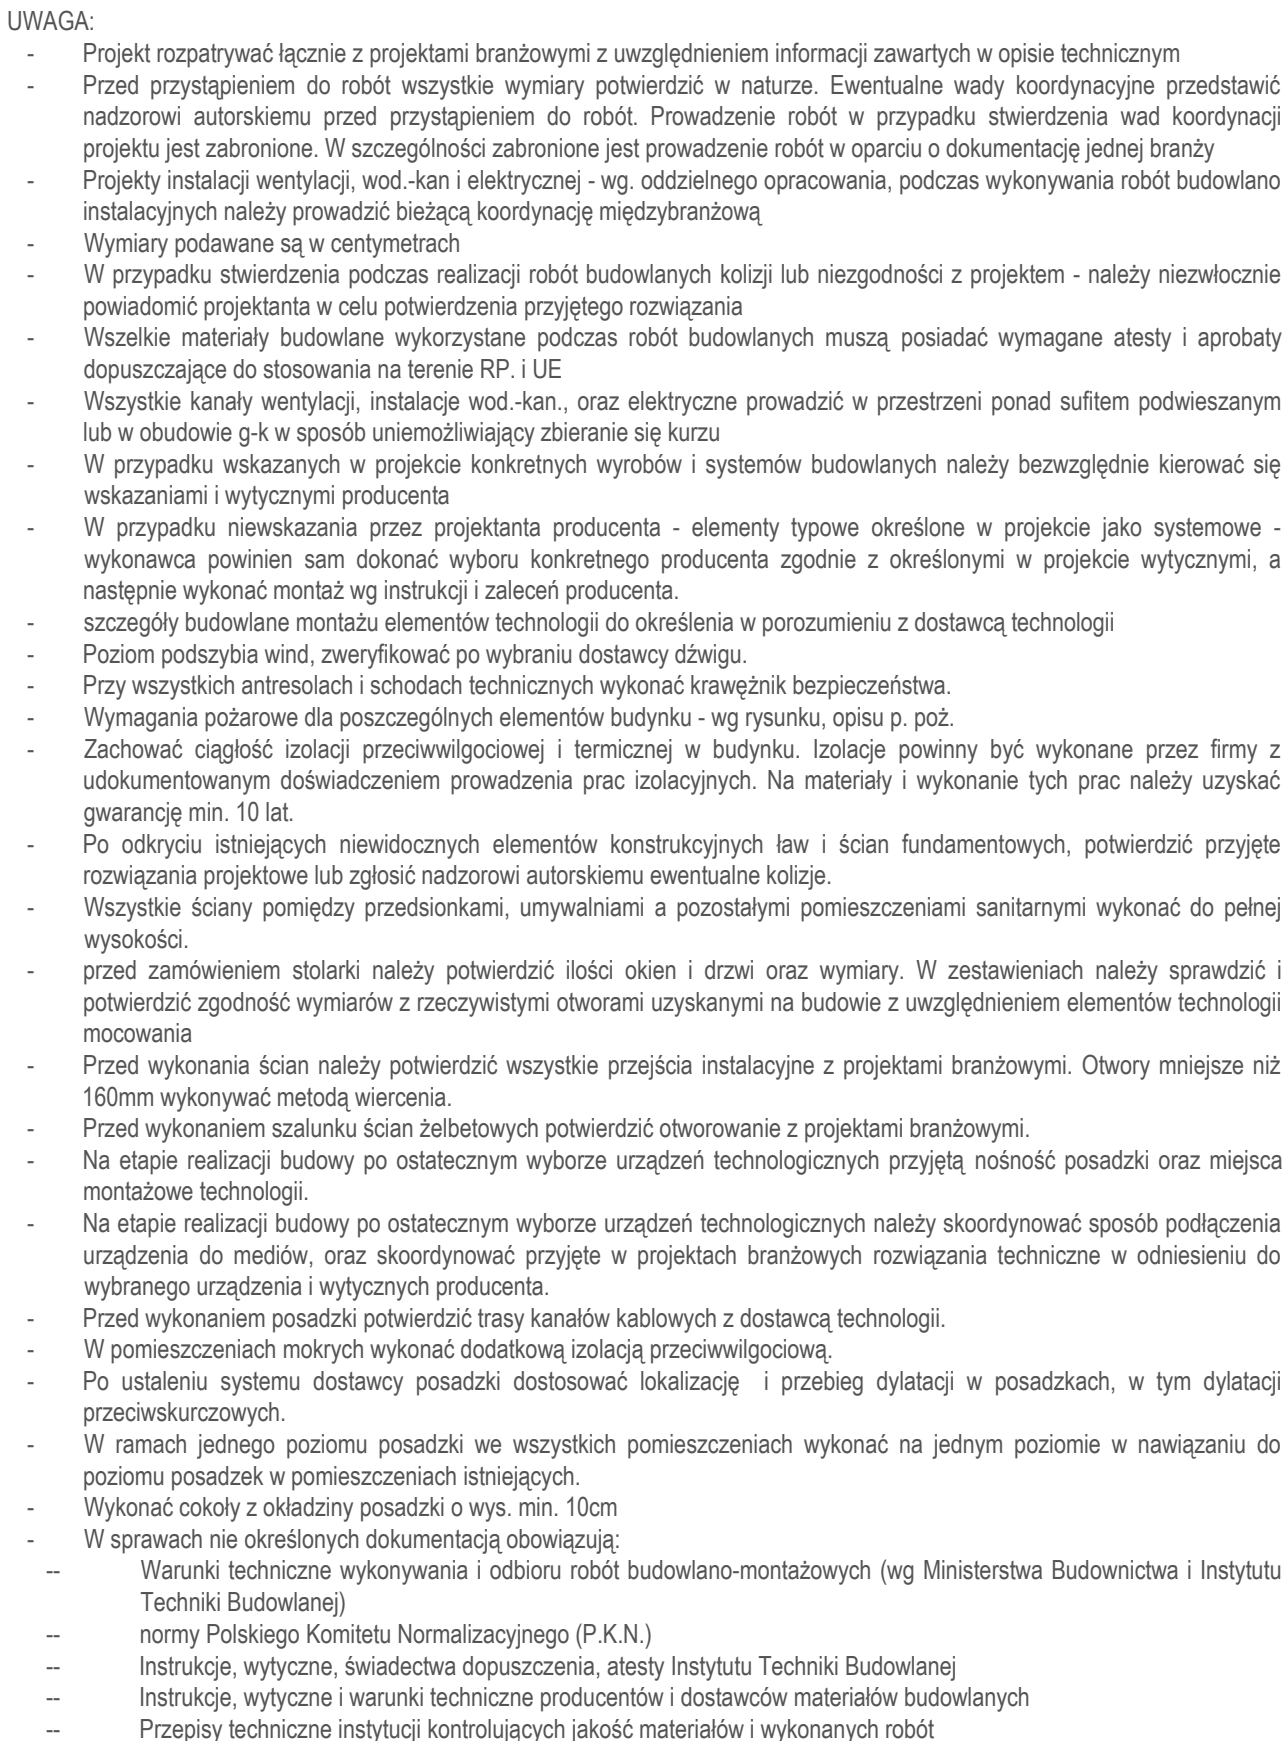 UWAGA:
- Projekt rozpatrywać łącznie z projektami branżowymi z uwzględnieniem informacji zawartych w opisie technicznym
- Przed przystąpieniem do robót wszystkie wymiary potwierdzić w naturze. Ewentualne wady koordynacyjne przedstawić
nadzorowi autorskiemu przed przystąpieniem do robót. Prowadzenie robót w przypadku stwierdzenia wad koordynacji
projektu jest zabronione. W szczególności zabronione jest prowadzenie robót w oparciu o dokumentację jednej branży
- Projekty instalacji wentylacji, wod.-kan i elektrycznej - wg. oddzielnego opracowania, podczas wykonywania robót budowlano
instalacyjnych należy prowadzić bieżącą koordynację międzybranżową
- Wymiary podawane są w centymetrach
- W przypadku stwierdzenia podczas realizacji robót budowlanych kolizji lub niezgodności z projektem - należy niezwłocznie
powiadomić projektanta w celu potwierdzenia przyjętego rozwiązania
- Wszelkie materiały budowlane wykorzystane podczas robót budowlanych muszą posiadać wymagane atesty i aprobaty
dopuszczające do stosowania na terenie RP. i UE
- Wszystkie kanały wentylacji, instalacje wod.-kan., oraz elektryczne prowadzić w przestrzeni ponad sufitem podwieszanym
lub w obudowie g-k w sposób uniemożliwiający zbieranie się kurzu
- W przypadku wskazanych w projekcie konkretnych wyrobów i systemów budowlanych należy bezwzględnie kierować się
wskazaniami i wytycznymi producenta
- W przypadku niewskazania przez projektanta producenta - elementy typowe określone w projekcie jako systemowe -
wykonawca powinien sam dokonać wyboru konkretnego producenta zgodnie z określonymi w projekcie wytycznymi, a
następnie wykonać montaż wg instrukcji i zaleceń producenta.
- szczegóły budowlane montażu elementów technologii do określenia w porozumieniu z dostawcą technologii
- Poziom podszybia wind, zweryfikować po wybraniu dostawcy dźwigu.
- Przy wszystkich antresolach i schodach technicznych wykonać krawężnik bezpieczeństwa.
- Wymagania pożarowe dla poszczególnych elementów budynku - wg rysunku, opisu p. poż.
- Zachować ciągłość izolacji przeciwwilgociowej i termicznej w budynku. Izolacje powinny być wykonane przez firmy z
udokumentowanym doświadczeniem prowadzenia prac izolacyjnych. Na materiały i wykonanie tych prac należy uzyskać
gwarancję min. 10 lat.
- Po odkryciu istniejących niewidocznych elementów konstrukcyjnych ław i ścian fundamentowych, potwierdzić przyjęte
rozwiązania projektowe lub zgłosić nadzorowi autorskiemu ewentualne kolizje.
- Wszystkie ściany pomiędzy przedsionkami, umywalniami a pozostałymi pomieszczeniami sanitarnymi wykonać do pełnej
wysokości.
- przed zamówieniem stolarki należy potwierdzić ilości okien i drzwi oraz wymiary. W zestawieniach należy sprawdzić i
potwierdzić zgodność wymiarów z rzeczywistymi otworami uzyskanymi na budowie z uwzględnieniem elementów technologii
mocowania
- Przed wykonania ścian należy potwierdzić wszystkie przejścia instalacyjne z projektami branżowymi. Otwory mniejsze niż
160mm wykonywać metodą wiercenia.
- Przed wykonaniem szalunku ścian żelbetowych potwierdzić otworowanie z projektami branżowymi.
- Na etapie realizacji budowy po ostatecznym wyborze urządzeń technologicznych przyjętą nośność posadzki oraz miejsca
montażowe technologii.
- Na etapie realizacji budowy po ostatecznym wyborze urządzeń technologicznych należy skoordynować sposób podłączenia
urządzenia do mediów, oraz skoordynować przyjęte w projektach branżowych rozwiązania techniczne w odniesieniu do
wybranego urządzenia i wytycznych producenta.
- Przed wykonaniem posadzki potwierdzić trasy kanałów kablowych z dostawcą technologii.
- W pomieszczeniach mokrych wykonać dodatkową izolacją przeciwwilgociową.
- Po ustaleniu systemu dostawcy posadzki dostosować lokalizację i przebieg dylatacji w posadzkach, w tym dylatacji
przeciwskurczowych.
- W ramach jednego poziomu posadzki we wszystkich pomieszczeniach wykonać na jednym poziomie w nawiązaniu do
poziomu posadzek w pomieszczeniach istniejących.
- Wykonać cokoły z okładziny posadzki o wys. min. 10cm
- W sprawach nie określonych dokumentacją obowiązują:
-- Warunki techniczne wykonywania i odbioru robót budowlano-montażowych (wg Ministerstwa Budownictwa i Instytutu
Techniki Budowlanej)
-- normy Polskiego Komitetu Normalizacyjnego (P.K.N.)
-- Instrukcje, wytyczne, świadectwa dopuszczenia, atesty Instytutu Techniki Budowlanej
-- Instrukcje, wytyczne i warunki techniczne producentów i dostawców materiałów budowlanych
-- Przepisy techniczne instytucji kontrolujących jakość materiałów i wykonanych robót